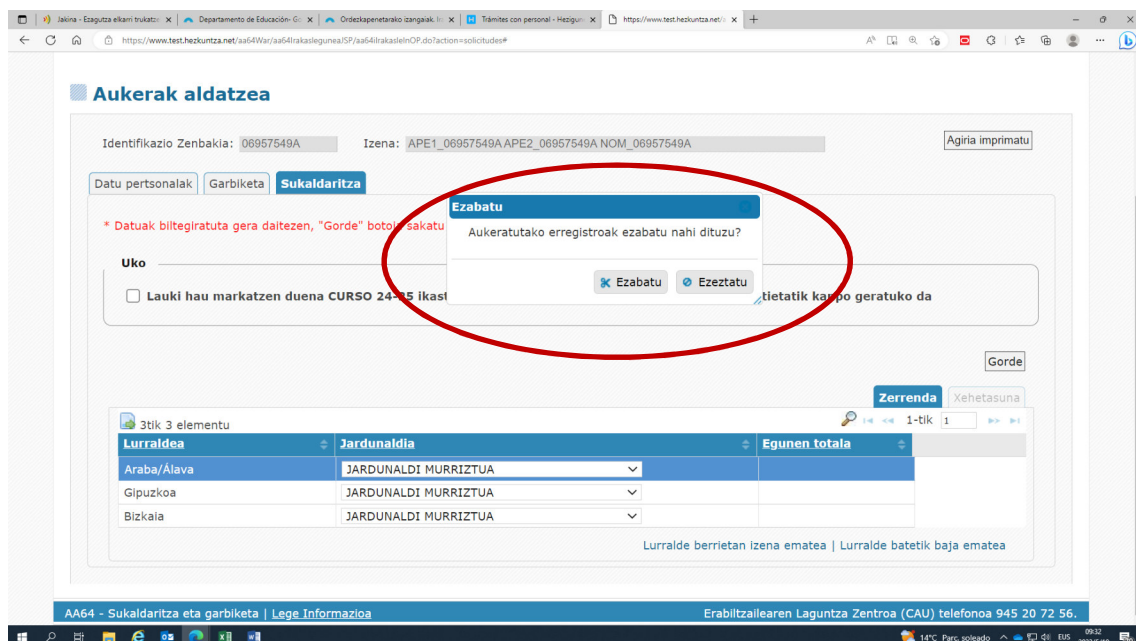 Jakina - Ezagutza elkarri trukatze
Departamento de Educación- Go
Ordezkapenetarako izangaiak. In
Trámites con personal - Hezigun
https://www.test.hezkuntza.net/a
https://www.test.hezkuntza.net/aa64War/aa64IrakasleguneaJSP/aa64iIrakasleInOP.do?action=solicitudes#
Aukerak aldatzea
Identifikazio Zenbakia: 06957549A Izena: APE1_06957549A APE2_06957549A NOM_06957549A Agiria imprimatu
Datu pertsonalak Garbiketa Sukaldaritza
Ezabatu
* Datuak biltegiratuta gera daitezen, "Gorde" botoia sakatu
Aukeratutako erregistroak ezabatu nahi dituzu?
Uko
Ezabatu Ezeztatu
Lauki hau markatzen duena CURSO 24-25 ikast tietatik kanpo geratuko da
Gorde
Zerrenda Xehetasuna
3tik 3 elementu 1-tik 1
Lurraldea Jardunaldia Egunen totala
Araba/Álava JARDUNALDI MURRIZTUA
Gipuzkoa JARDUNALDI MURRIZTUA
Bizkaia JARDUNALDI MURRIZTUA
Lurralde berrietan izena ematea | Lurralde batetik baja ematea
AA64 - Sukaldaritza eta garbiketa | Lege Informazioa Erabiltzailearen Laguntza Zentroa (CAU) telefonoa 945 20 72 56.
14°C Parc. soleado EUS 09:32